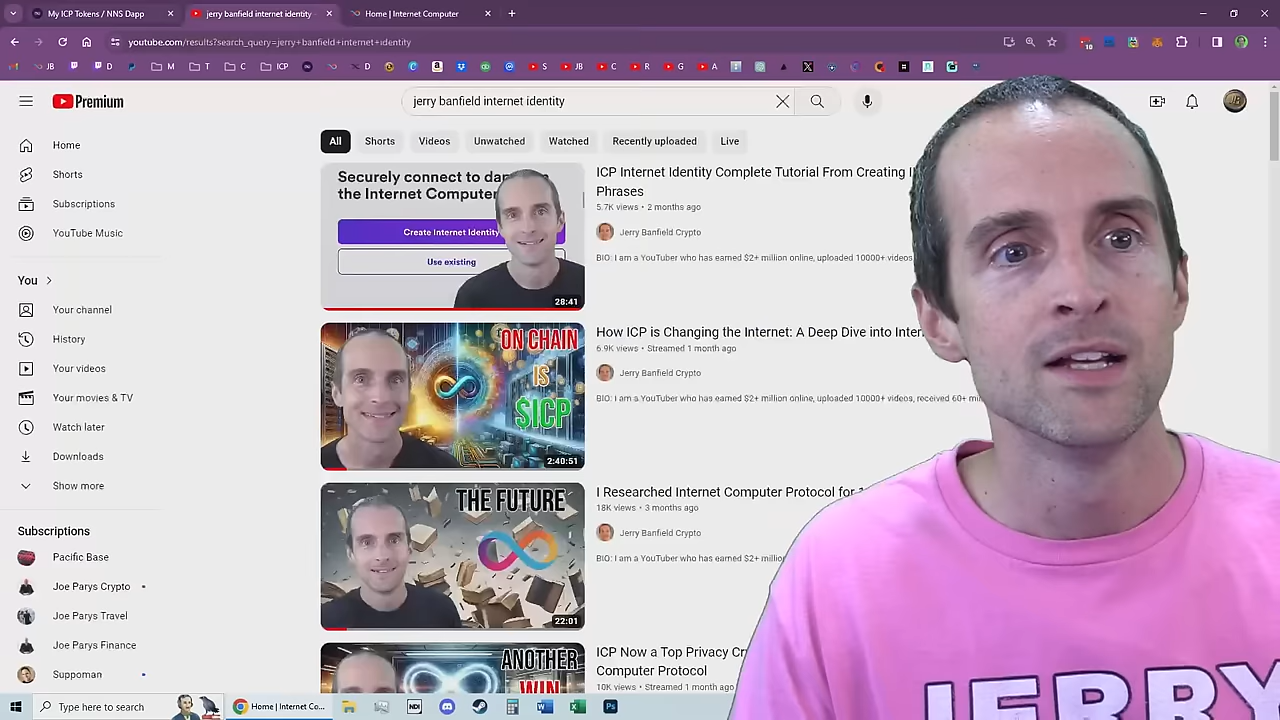 My ICP Tokens / NNS Dapp
jerry banfield internet identity
Home | Internet Computer
youtube.com/results?search_query=jerry+banfield+internet+identity
JB
D
M
T
C
ICP
D
C
S
JB
C
R
G
A
10
Premium
jerry banfield internet identity
JB
Home
Shorts
Subscriptions
YouTube Music
You
Your channel
History
Your videos
Your movies & TV
Watch later
Downloads
Show more
Subscriptions
Pacific Base
Joe Parys Crypto
Joe Parys Travel
Joe Parys Finance
Suppoman
All
Shorts
Videos
Unwatched
Watched
Recently uploaded
Live
Securely connect to
the Internet Computer
Create Internet Identity
Use existing
28:41
ICP Internet Identity Complete Tutorial From Creating
Phrases
5.7K views • 2 months ago
Jerry Banfield Crypto
BIO: I am a YouTuber who has earned $2+ million online, uploaded 10000+ videos,
ON CHAIN
IS
$ICP
2:40:51
How ICP is Changing the Internet: A Deep Dive into
6.9K views • Streamed 1 month ago
Jerry Banfield Crypto
BIO: I am a YouTuber who has earned $2+ million online, uploaded 10000+ videos, received 60+
THE FUTURE
22:01
I Researched Internet Computer Protocol for
18K views • 3 months ago
Jerry Banfield Crypto
BIO: I am a YouTuber who has earned $2+ million
ANOTHER
WIN
ICP Now a Top Privacy
Computer Protocol
10K views • Streamed 1 month ago
JERRY
Type here to search
Home | Internet Co...
NDI